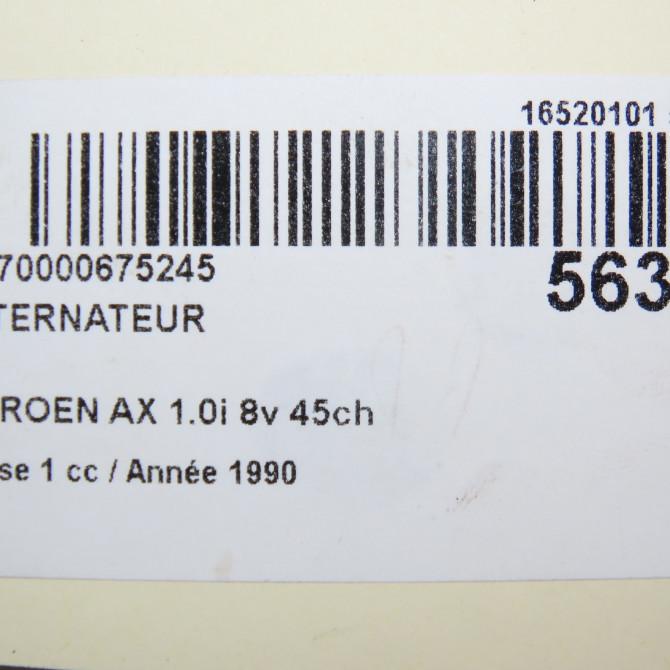 16520101
70000675245
563
TERNATEUR
ROEN AX 1.0i 8v 45ch
se 1 cc / Année 1990